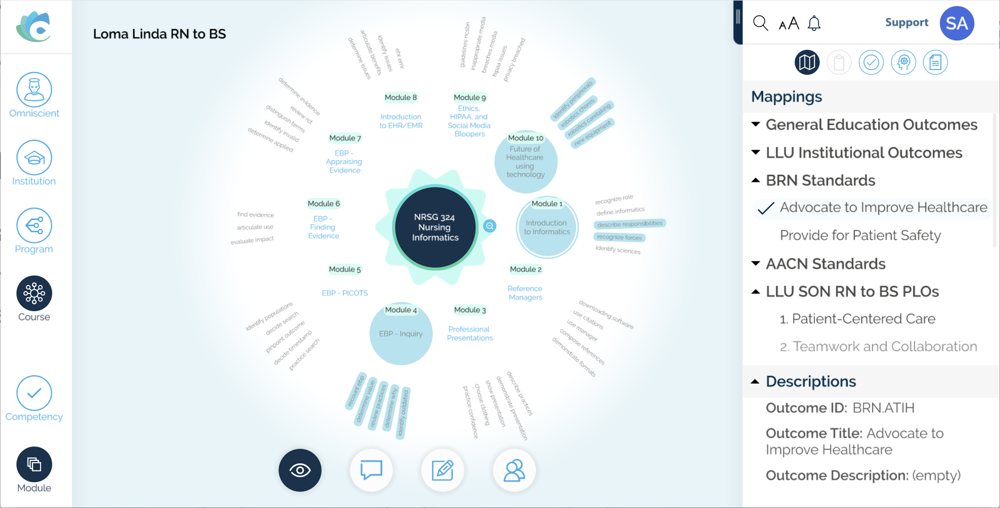 Loma Linda RN to BS
Omniscient
Institution
Program
Course
Competency
Module
NRSG 324
Nursing
Informatics
Module 1
Introduction
to Informatics
recognize role
define informatics
describe responsibilities
recognize forces
identify sciences
Module 2
Reference
Managers
downloading software
use citations
use manager
compose references
demonstrate formats
Module 3
Professional
Presentations
describe practices
demonstrate presentation
show presentation
choose clothing
practice confidence
Module 4
EBP - Inquiry
identify outdated
determine why
review practices
determine value
recount ebp
Module 5
EBP - PICOTS
practice search
decide timestamp
pinpoint outcome
decide search
identify populations
Module 6
EBP -
Finding
Evidence
evaluate impact
articulate use
find evidence
Module 7
EBP -
Appraising
Evidence
determine applied
identify invalid
distinguish terms
review rct
determine evidence
Module 8
Introduction
to EHR/EMR
determine issues
articulate benefits
identify issues
ehr emr
Module 9
Ethics,
HIPAA, and
Social Media
Bloopers
guidelines ncsbn
inappropriate media
breaches media
hipaa issues
privacy breached
Module 10
Future of
Healthcare
using
technology
identify peripherals
robotics chores
robotics caretaking
new equipment
AA
Support
SA
Mappings
General Education Outcomes
LLU Institutional Outcomes
BRN Standards
Advocate to Improve Healthcare
Provide for Patient Safety
AACN Standards
LLU SON RN to BS PLOs
1. Patient-Centered Care
2. Teamwork and Collaboration
Descriptions
Outcome ID: BRN.ATIH
Outcome Title: Advocate to
Improve Healthcare
Outcome Description: (empty)